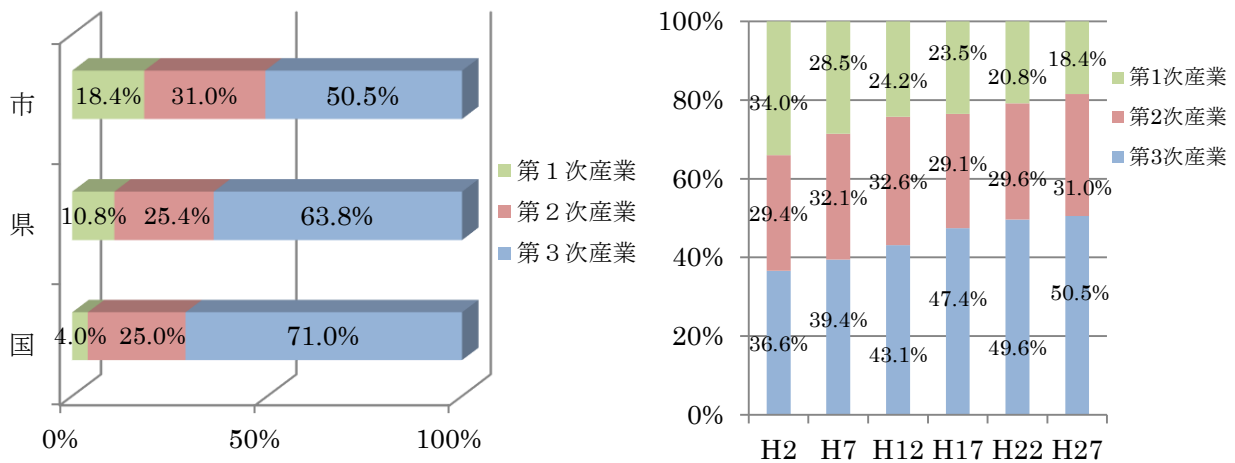 市
18.4%
31.0%
50.5%
県
10.8%
25.4%
63.8%
国
4.0%
25.0%
71.0%
0%
50%
100%
第１次産業
第２次産業
第３次産業
100%
80%
60%
40%
20%
0%
34.0%
28.5%
24.2%
23.5%
20.8%
18.4%
29.4%
32.1%
32.6%
29.1%
29.6%
31.0%
36.6%
39.4%
43.1%
47.4%
49.6%
50.5%
H2
H7
H12
H17
H22
H27
第1次産業
第2次産業
第3次産業